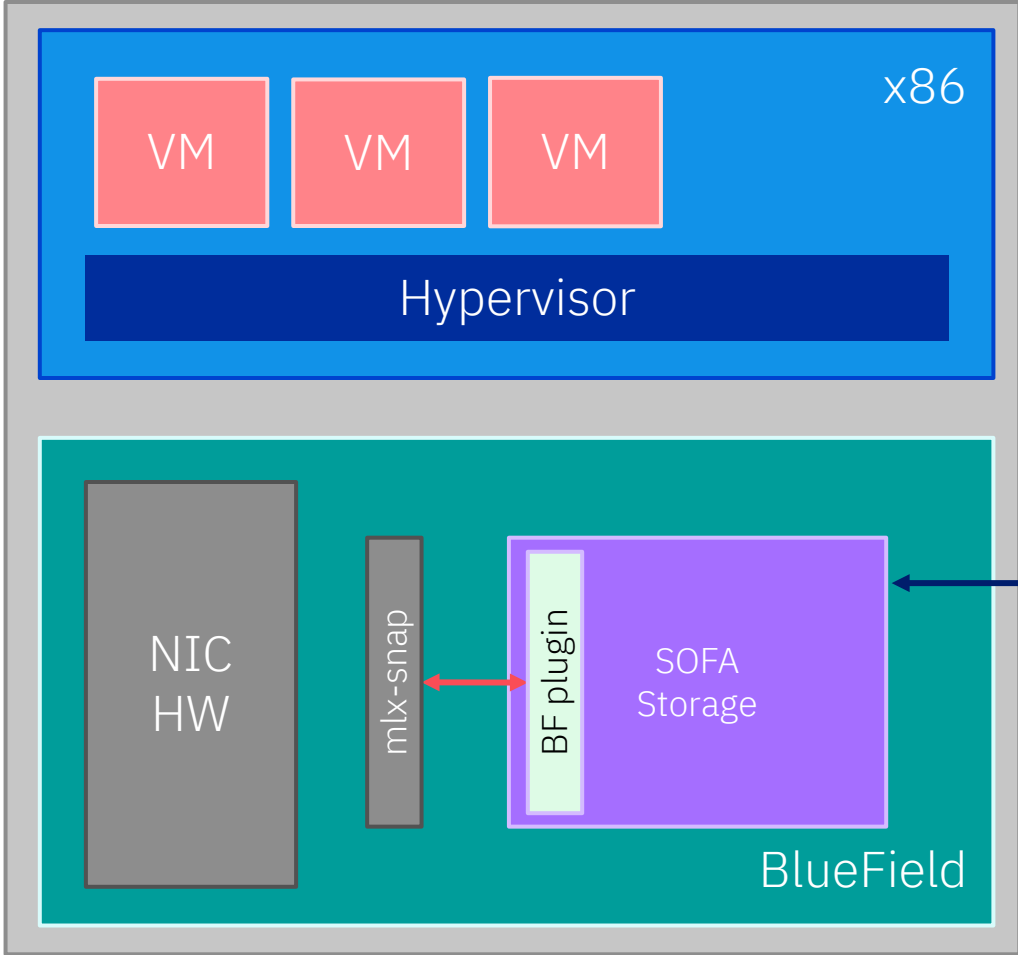 x86
VM
VM
VM
Hypervisor
NIC
HW
mlx-snap
BF plugin
SOFA
Storage
BlueField